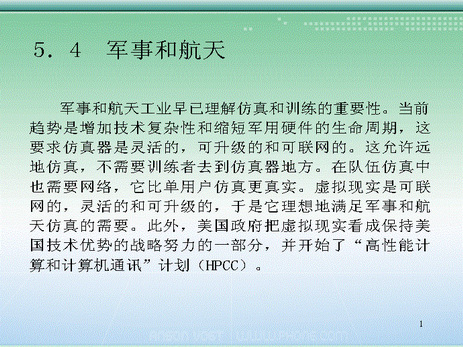 5．4　军事和航天
军事和航天工业早已理解仿真和训练的重要性。当前
趋势是增加技术复杂性和缩短军用硬件的生命周期，这
要求仿真器是灵活的，可升级的和可联网的。这允许远
地仿真，不需要训练者去到仿真器地方。在队伍仿真中
也需要网络，它比单用户仿真更真实。虚拟现实是可联
网的，灵活的和可升级的，于是它理想地满足军事和航
天仿真的需要。此外，美国政府把虚拟现实看成保持美
国技术优势的战略努力的一部分，并开始了“高性能计
算和计算机通讯”计划（HPCC）。
1